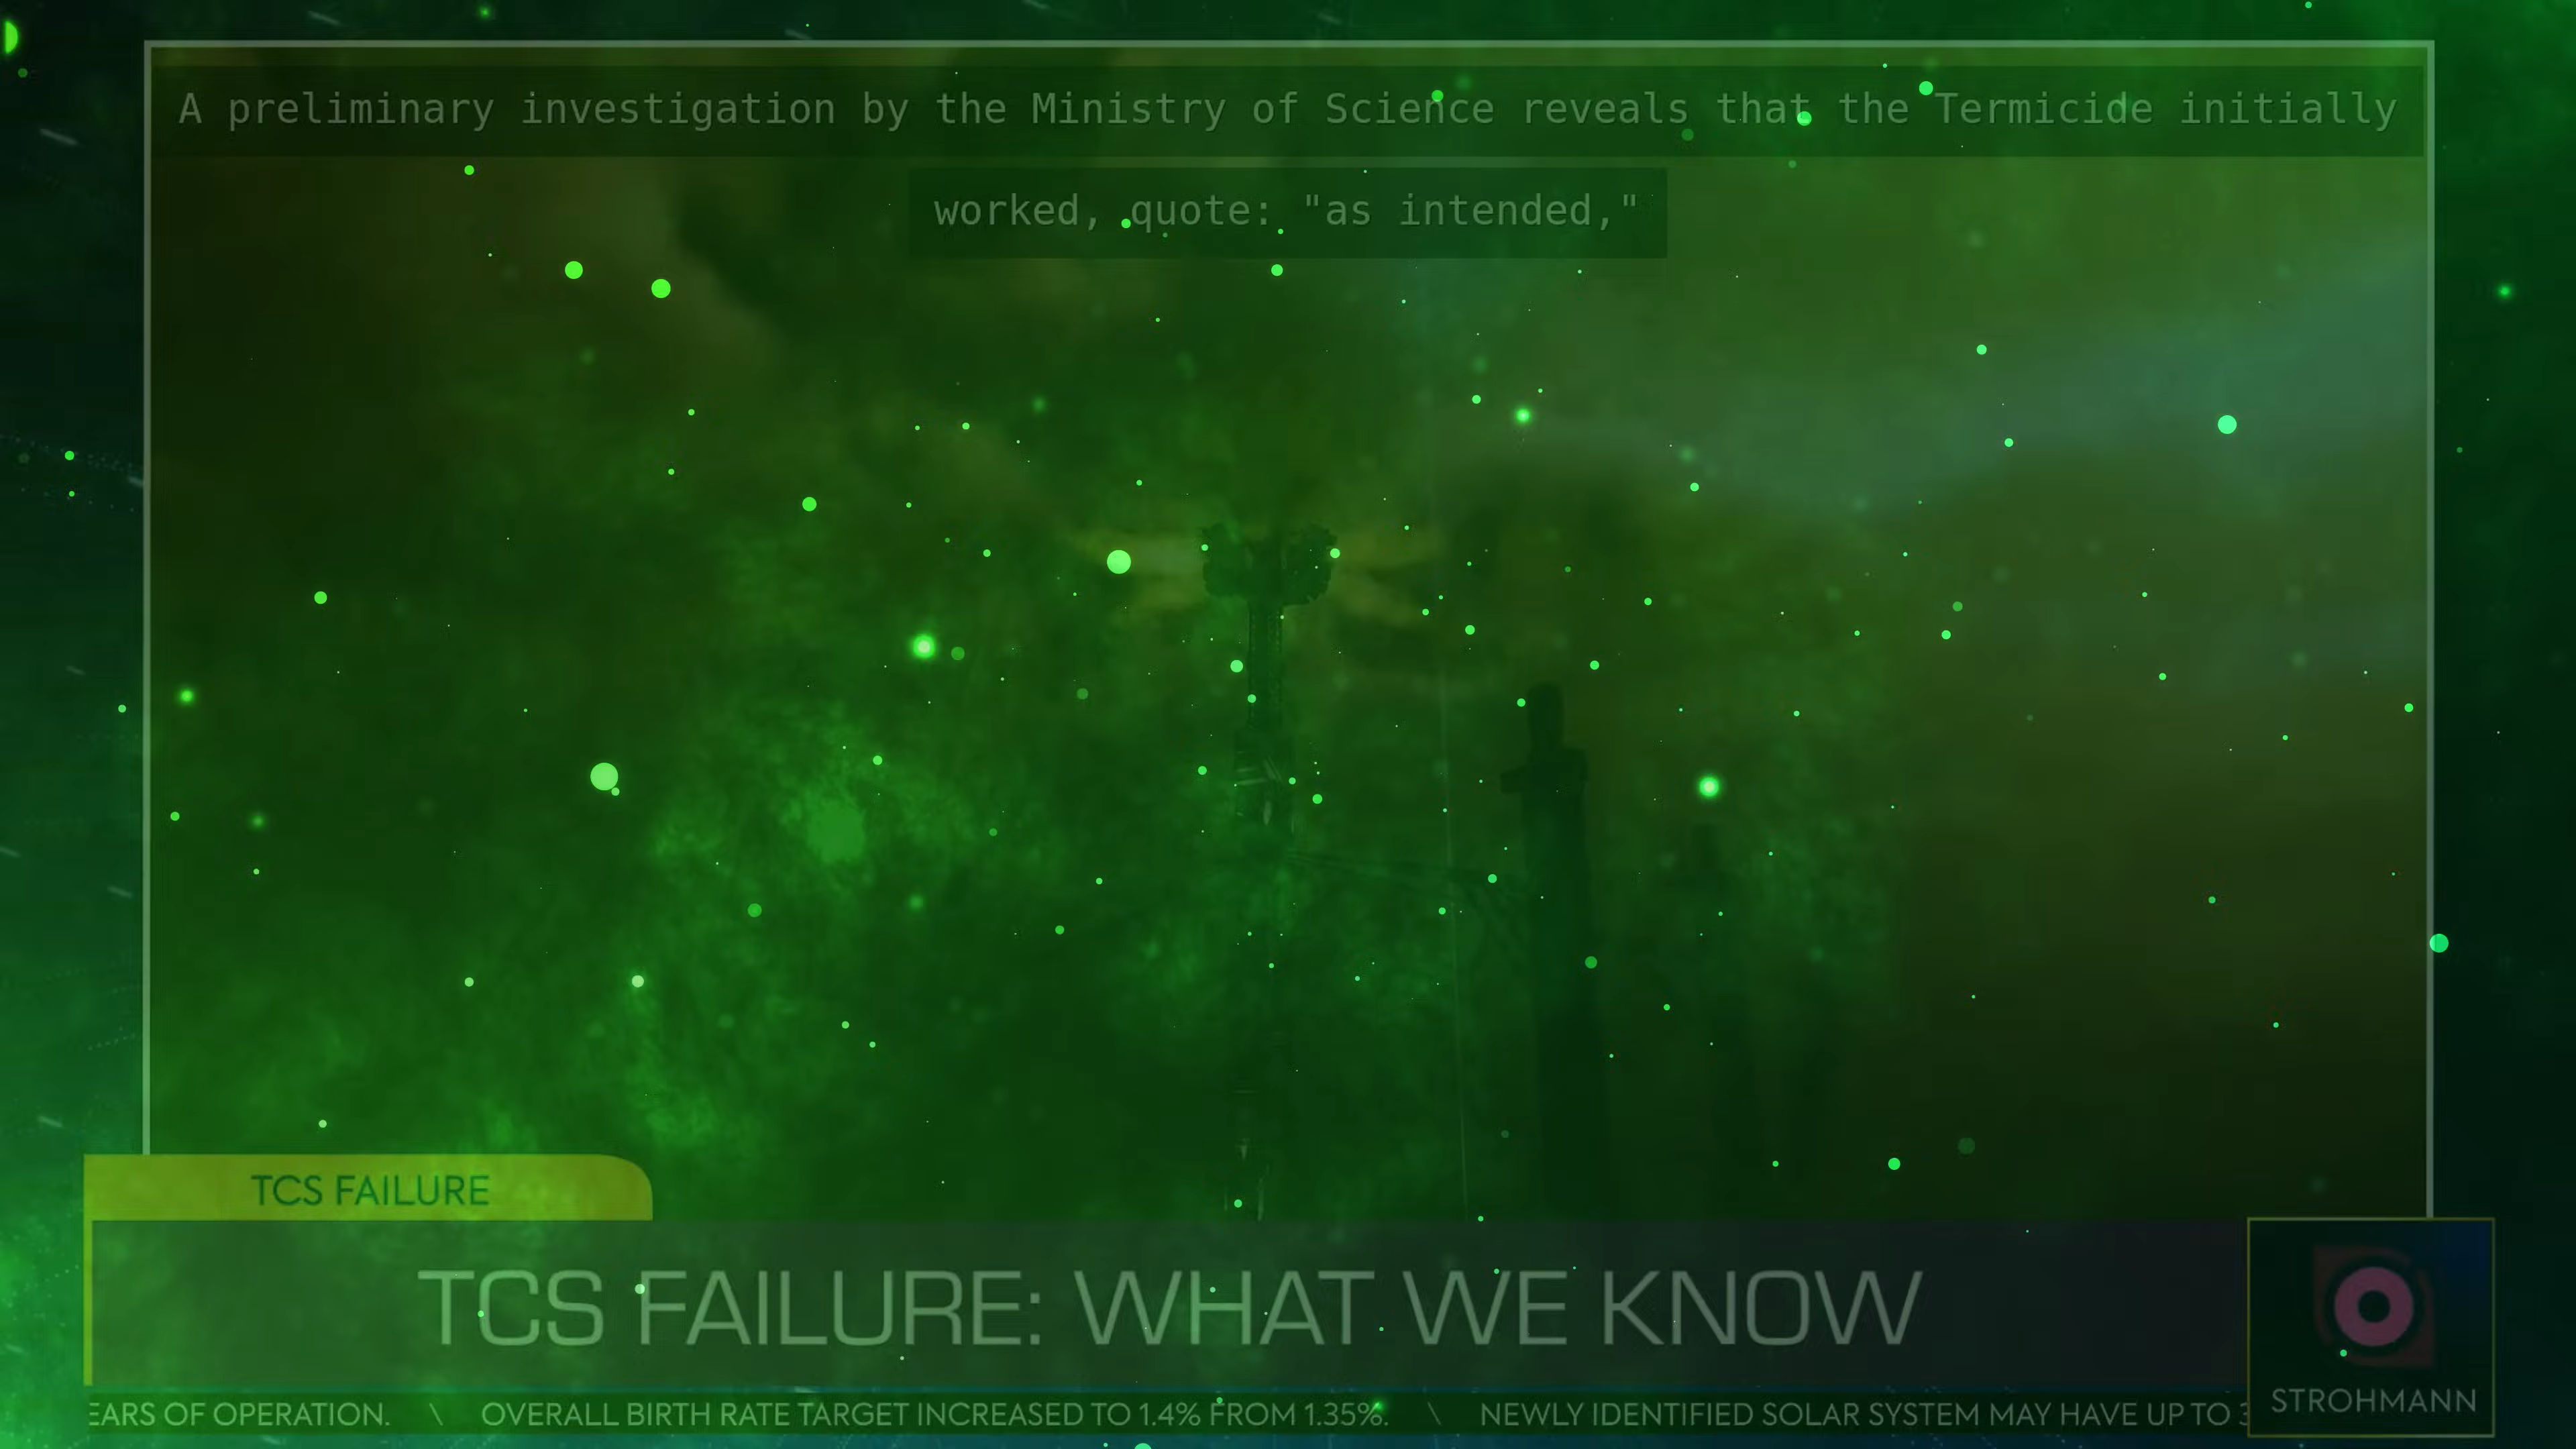 A preliminary investigation by the Ministry of Science reveals that the Termicide initially
worked, quote: "as intended,"
TCS FAILURE
TCS FAILURE: WHAT WE KNOW
EARS OF OPERATION. \ OVERALL BIRTH RATE TARGET INCREASED TO 1.4% FROM 1.35%. \ NEWLY IDENTIFIED SOLAR SYSTEM MAY HAVE UP TO
STROHMANN